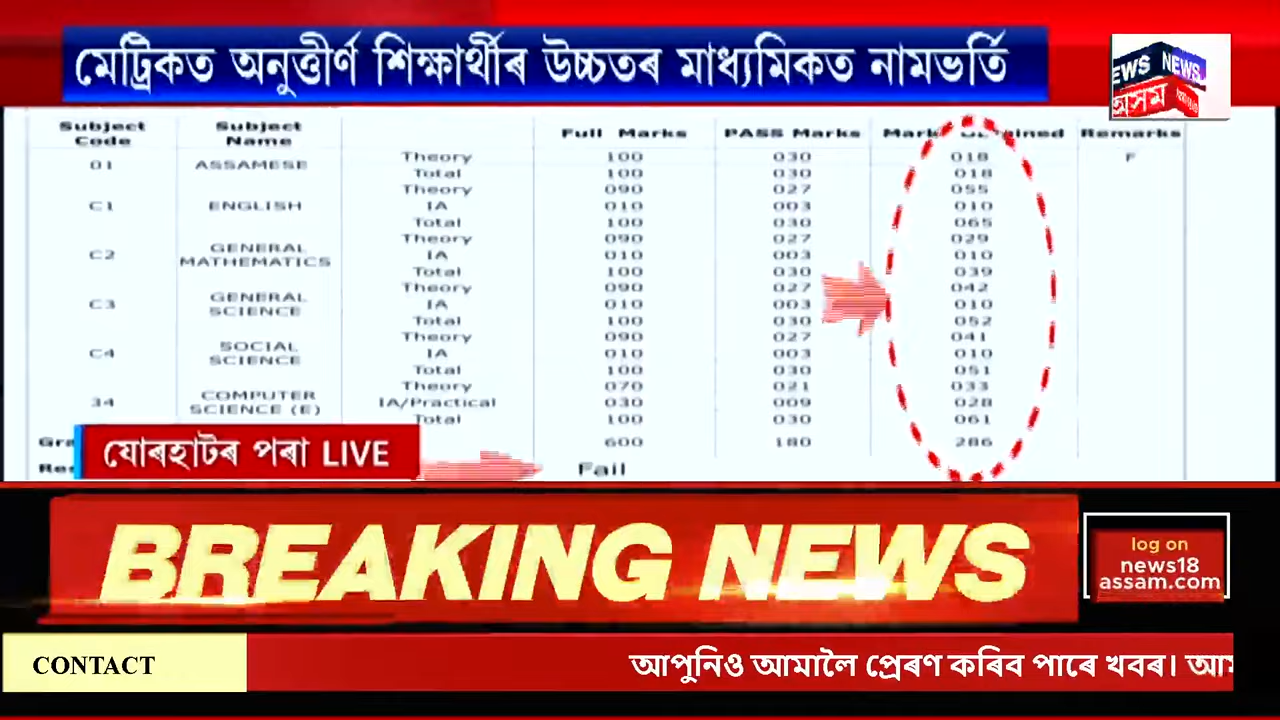 মেট্ৰিকত অনুত্তীৰ্ণ শিক্ষাৰ্থীৰ উচ্চতৰ মাধ্যমিকত নামভৰ্তি
EWS NEWS
অসম
Subject Code Subject Name Full Marks PASS Marks Marks Obtained Remarks
01 ASSAMESE Theory 100 030 018 F
Total 100 030 018
Theory 090 027 055
C1 ENGLISH IA 010 003 010
Total 100 030 065
Theory 090 027 029
C2 GENERAL MATHEMATICS IA 010 003 010
Total 100 030 039
Theory 090 027 042
C3 GENERAL SCIENCE IA 010 003 010
Total 100 030 052
Theory 090 027 041
C4 SOCIAL SCIENCE IA 010 003 010
Total 100 030 051
Theory 070 021 033
34 COMPUTER SCIENCE (E) IA/Practical 030 009 028
Total 100 030 061
600 180 286
Fail
যোৰহাটৰ পৰা LIVE
BREAKING NEWS
log on
news18
assam.com
CONTACT
আপুনিও আমালৈ প্ৰেৰণ কৰিব পাৰে খবৰ।